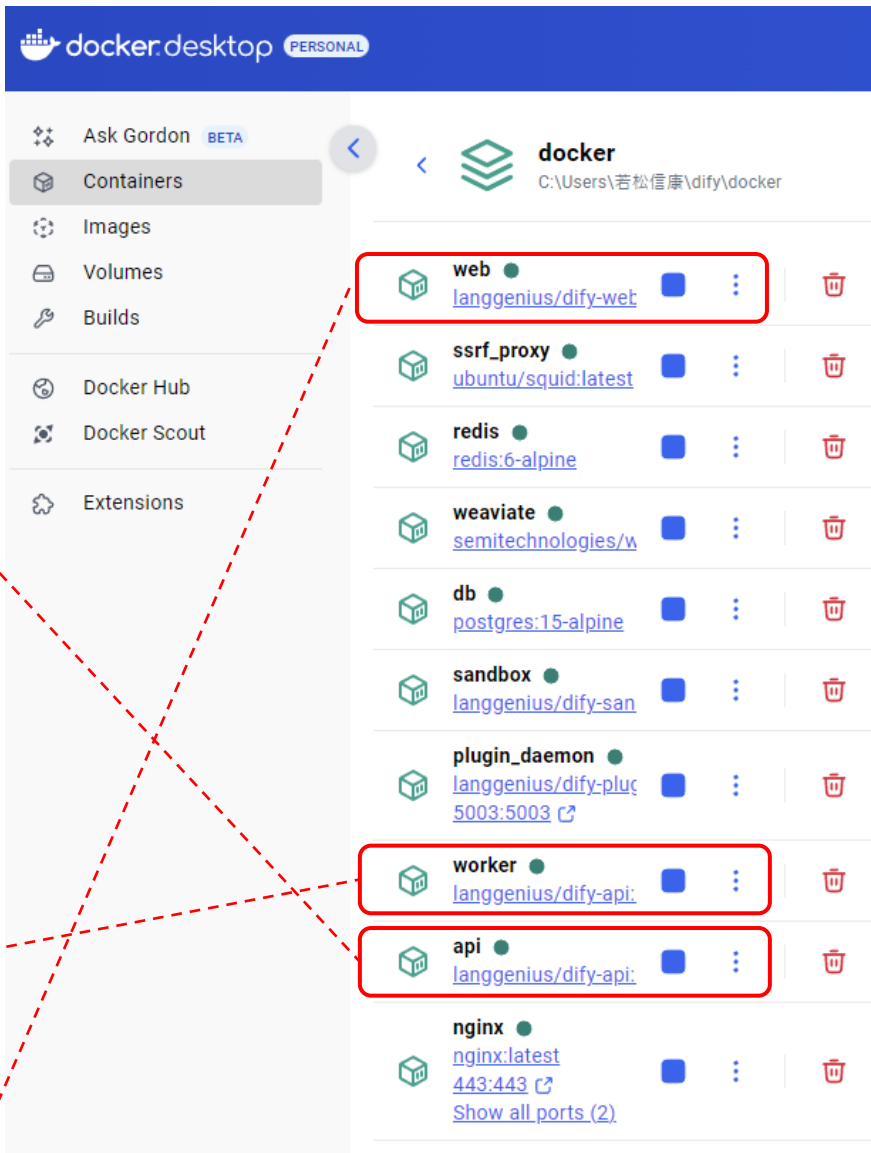 docker.desktop PERSONAL
Ask Gordon BETA
Containers
Images
Volumes
Builds
Docker Hub
Docker Scout
Extensions
docker
C:\Users\若松信康\dify\docker
web
langgenius/dify-web
ssrf_proxy
ubuntu/squid:latest
redis
redis:6-alpine
weaviate
semitechnologies/w
db
postgres:15-alpine
sandbox
langgenius/dify-san
plugin_daemon
langgenius/dify-plug
5003:5003
worker
langgenius/dify-api:
api
langgenius/dify-api:
nginx
nginx:latest
443:443
Show all ports (2)